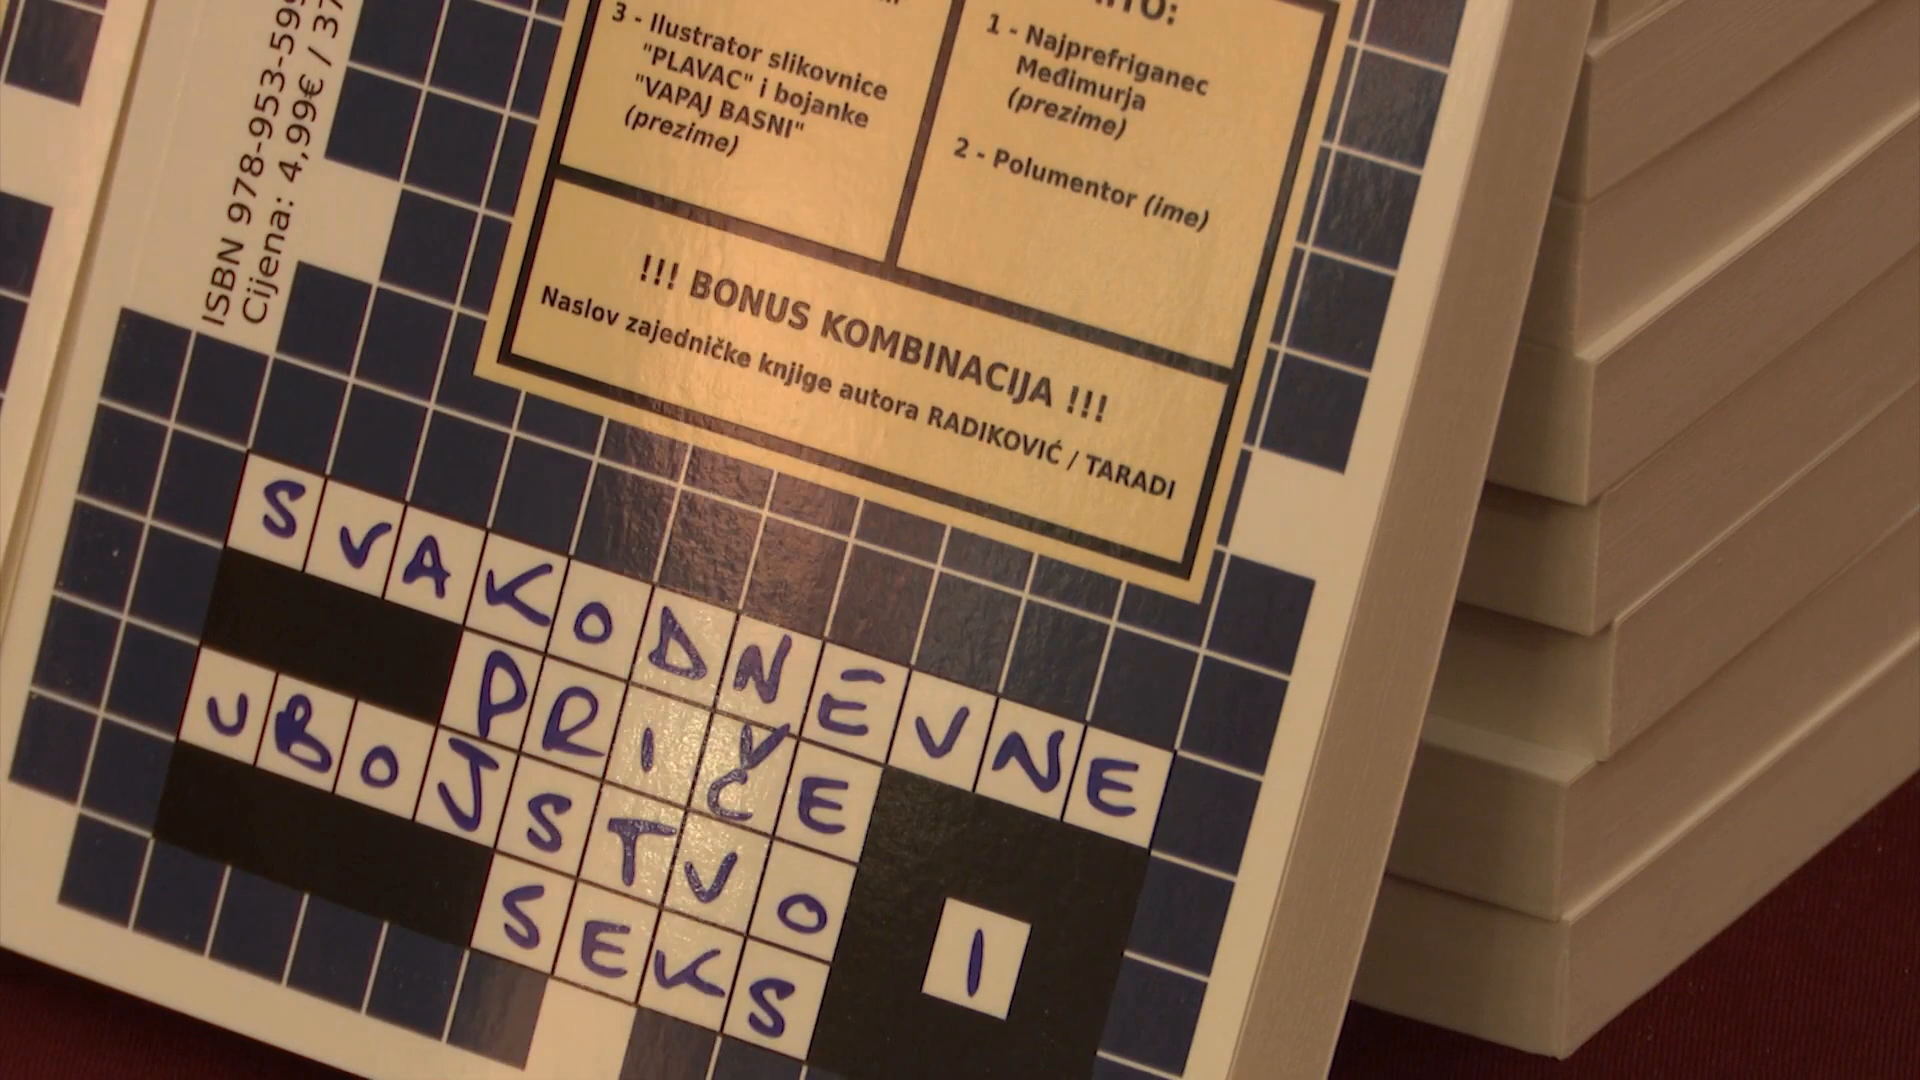 ISBN 978-953-599
Cijena: 4,99€ / 37
3 - Ilustrator slikovnice
"PLAVAC" i bojanke
"VAPAJ BASNI"
(prezime)
1 - Najprefriganec
Međimurja
(prezime)
2 - Polumentor (ime)
!!! BONUS KOMBINACIJA !!!
Naslov zajedničke knjige autora RADIKOVIĆ / TARADI
SVAKODNEVNE
PRIČE
UBOJSTVO
I
SEKS